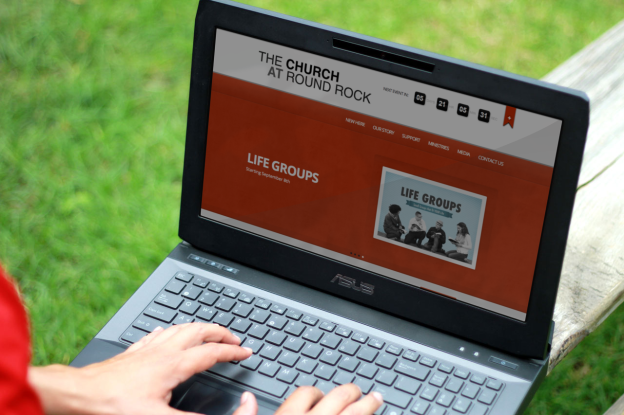 THE CHURCH
AT ROUND ROCK
NEXT EVENT IN:
05 21 05 31
NEW HERE OUR STORY SUPPORT MINISTRIES MEDIA CONTACT US
LIFE GROUPS
Starting September 8th
LIFE GROUPS
ASUS